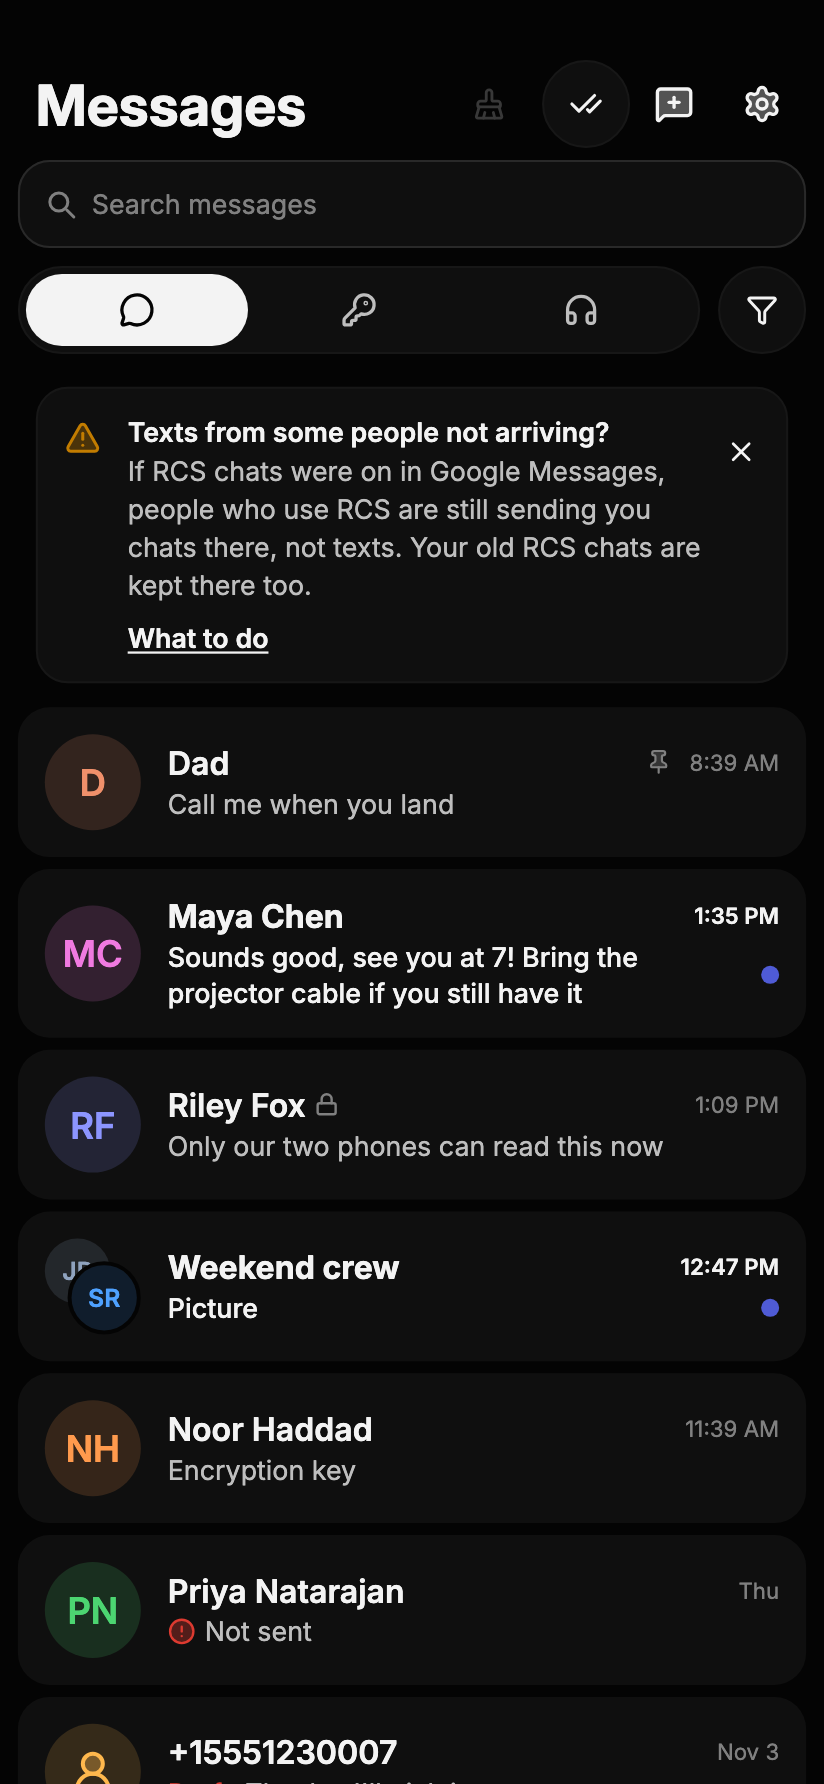 Messages
Search messages
Texts from some people not arriving?
If RCS chats were on in Google Messages,
people who use RCS are still sending you
chats there, not texts. Your old RCS chats are
kept there too.
What to do
D
Dad
8:39 AM
Call me when you land
MC
Maya Chen
1:35 PM
Sounds good, see you at 7! Bring the
projector cable if you still have it
RF
Riley Fox
1:09 PM
Only our two phones can read this now
SR
Weekend crew
12:47 PM
Picture
NH
Noor Haddad
11:39 AM
Encryption key
PN
Priya Natarajan
Thu
Not sent
+15551230007
Nov 3